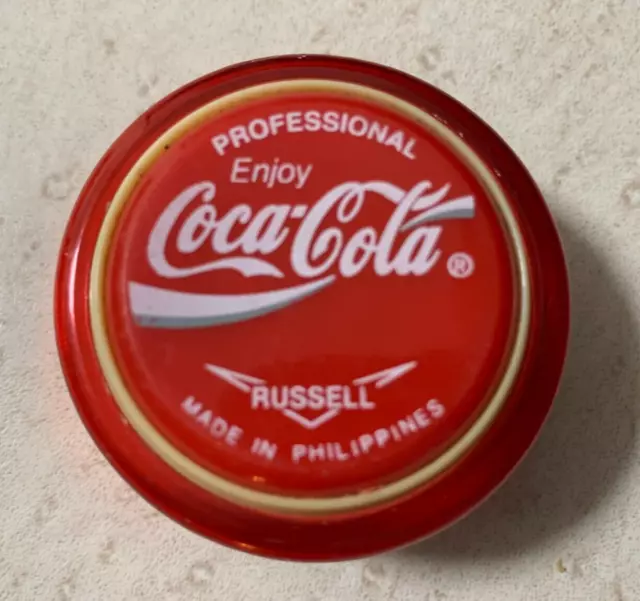 PROFESSIONAL
Enjoy
Coca-Cola ®
RUSSELL
MADE IN PHILIPPINES